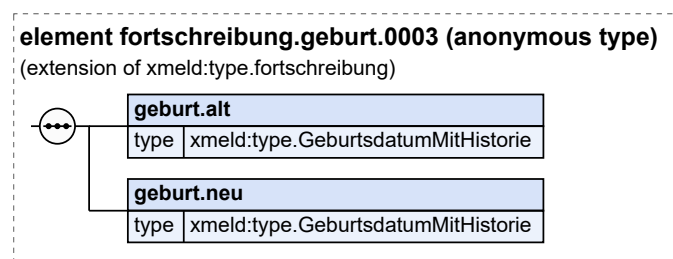 element fortschreibung.geburt.0003 (anonymous type)
(extension of xmeld:type.fortschreibung)
geburt.alt
type xmeld:type.GeburtsdatumMitHistorie
geburt.neu
type xmeld:type.GeburtsdatumMitHistorie